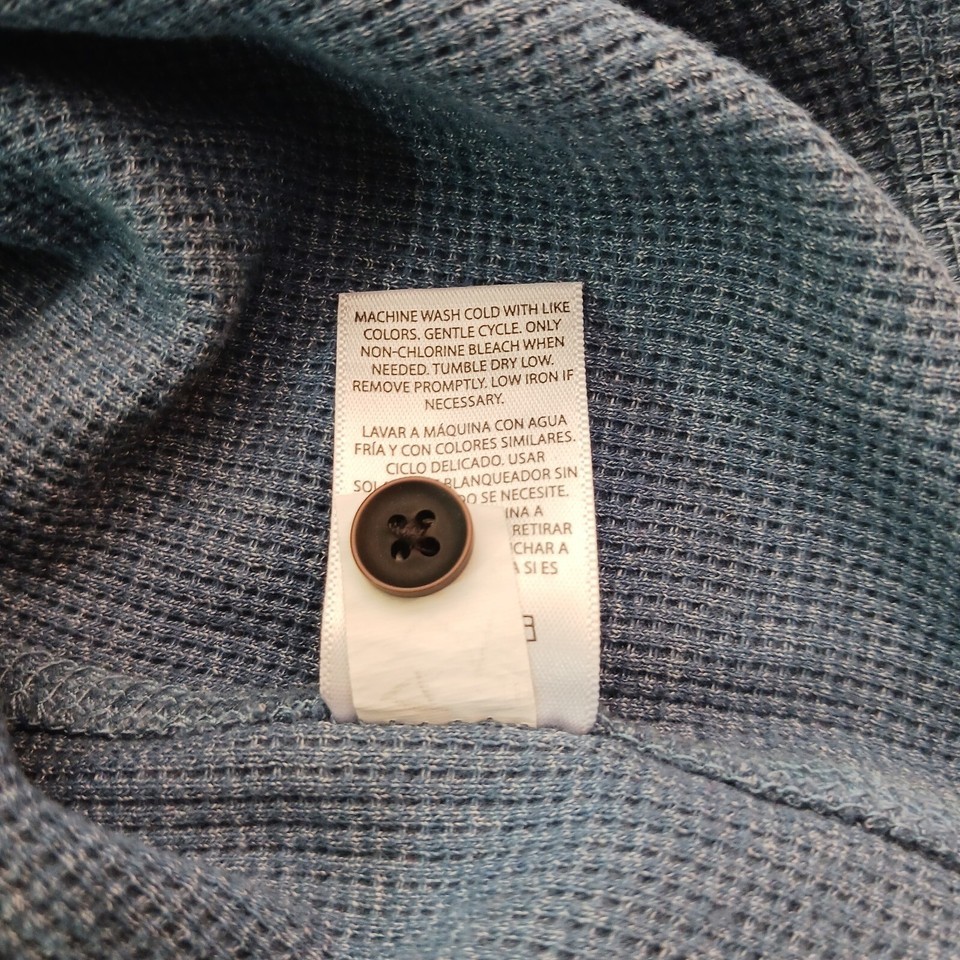 MACHINE WASH COLD WITH LIKE
COLORS. GENTLE CYCLE. ONLY
NON-CHLORINE BLEACH WHEN
NEEDED. TUMBLE DRY LOW.
REMOVE PROMPTLY. LOW IRON IF
NECESSARY.
LAVAR A MÁQUINA CON AGUA
FRÍA Y CON COLORES SIMILARES.
CICLO DELICADO. USAR
BLANQUEADOR SIN
SE NECESITE.
A
RETIRAR
A
SI ES